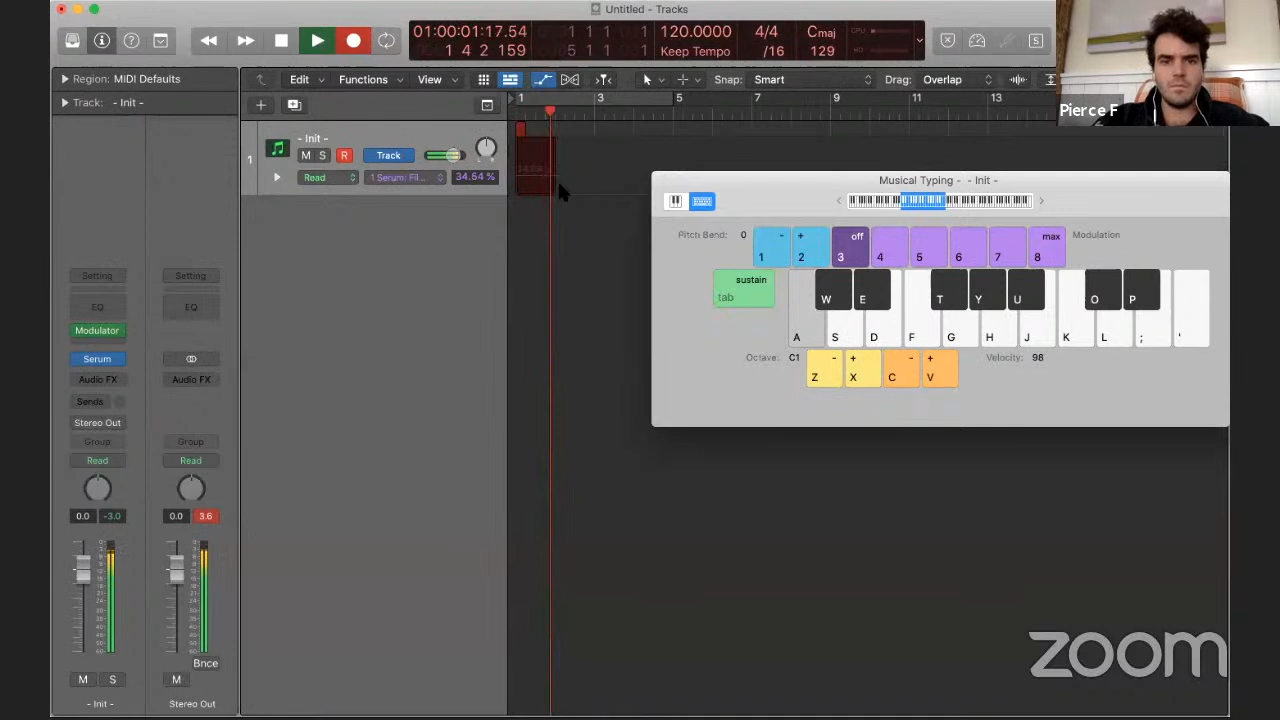 Untitled - Tracks
01:00:01:17.54
1 4 2 159
1 1 1
5 1 1 1
120.0000
Keep Tempo
4/4
/16
Cmaj
129
CPU
HD
Region: MIDI Defaults
Track: - Init -
Edit
Functions
View
Snap: Smart
Drag: Overlap
1 3 5 7 9 11 13
1
- Init -
M S R
Track
Read
1 Serum: Fil...
34.64 %
Pierce F
Musical Typing - - Init -
Pitch Bend: 0
- 1
+ 2
off 3
4
5
6
7
max 8
Modulation
sustain
tab
W E T Y U O P
A S D F G H J K L ; '
Octave: C1
- Z
+ X
- C
+ V
Velocity: 98
Setting
Setting
EQ
EQ
Modulator
Serum
Audio FX
Audio FX
Sends
Stereo Out
Group
Group
Read
Read
0.0 -3.0
0.0 3.6
Bnce
M S
M
- Init -
Stereo Out
zoom